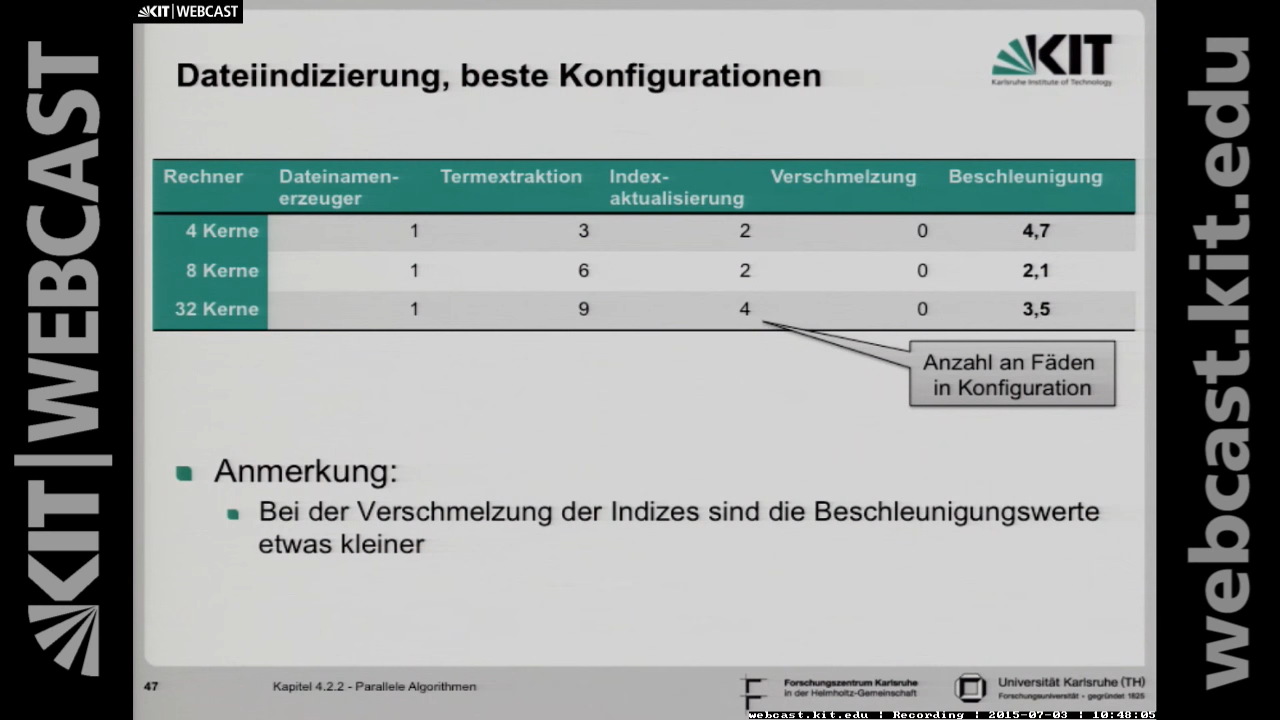 KIT | WEBCAST
KIT | WEBCAST
webcast.kit.edu
Dateiindizierung, beste Konfigurationen
KIT
Karlsruhe Institute of Technology
Rechner Dateinamen-erzeuger Termextraktion Index-aktualisierung Verschmelzung Beschleunigung
4 Kerne 1 3 2 0 4,7
8 Kerne 1 6 2 0 2,1
32 Kerne 1 9 4 0 3,5
Anzahl an Fäden
in Konfiguration
Anmerkung:
Bei der Verschmelzung der Indizes sind die Beschleunigungswerte
etwas kleiner
47 Kapitel 4.2.2 - Parallele Algorithmen
Forschungszentrum Karlsruhe
in der Helmholtz-Gemeinschaft
Universität Karlsruhe (TH)
Forschungsuniversität - gegründet 1825
webcast.kit.edu | Recording | 2015-07-03 | 10:48:05